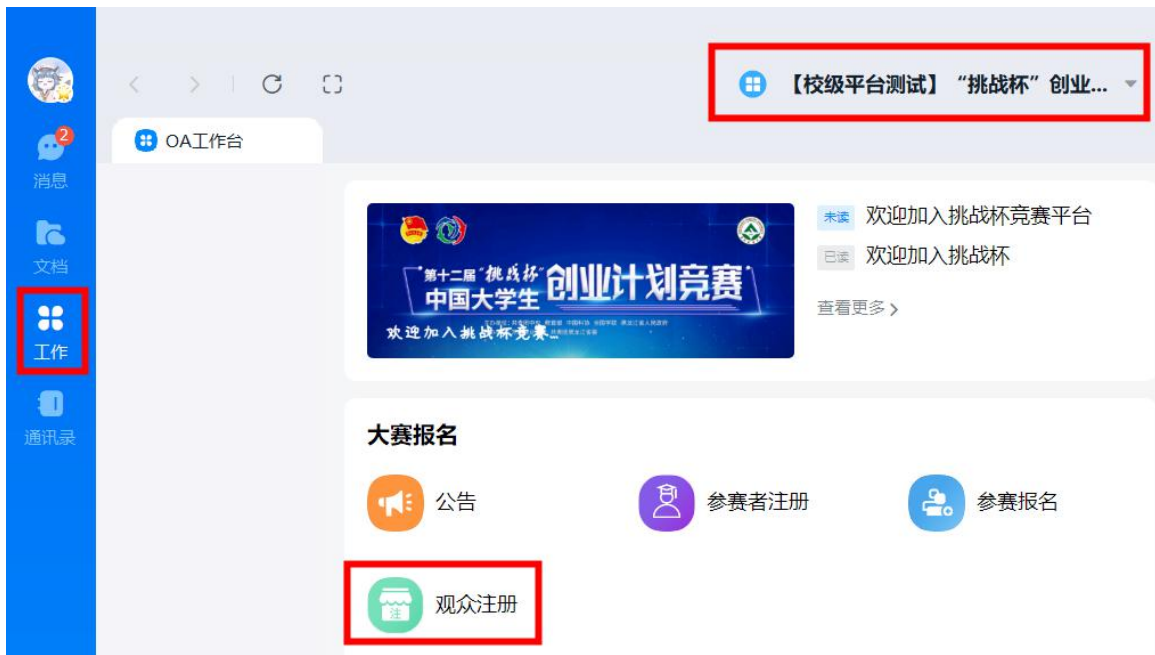 【校级平台测试】“挑战�”创业...
OA工作台
2
消息
文档
工作
通讯录
第十二届“挑战杯”
中国大学生
创业计划竞赛
欢迎加入挑战杯竞赛...
未读 欢迎加入挑战杯竞赛平台
已读 欢迎加入挑战杯
查看更多 >
大赛报名
公告
参赛者注册
参赛报名
注
观众注册